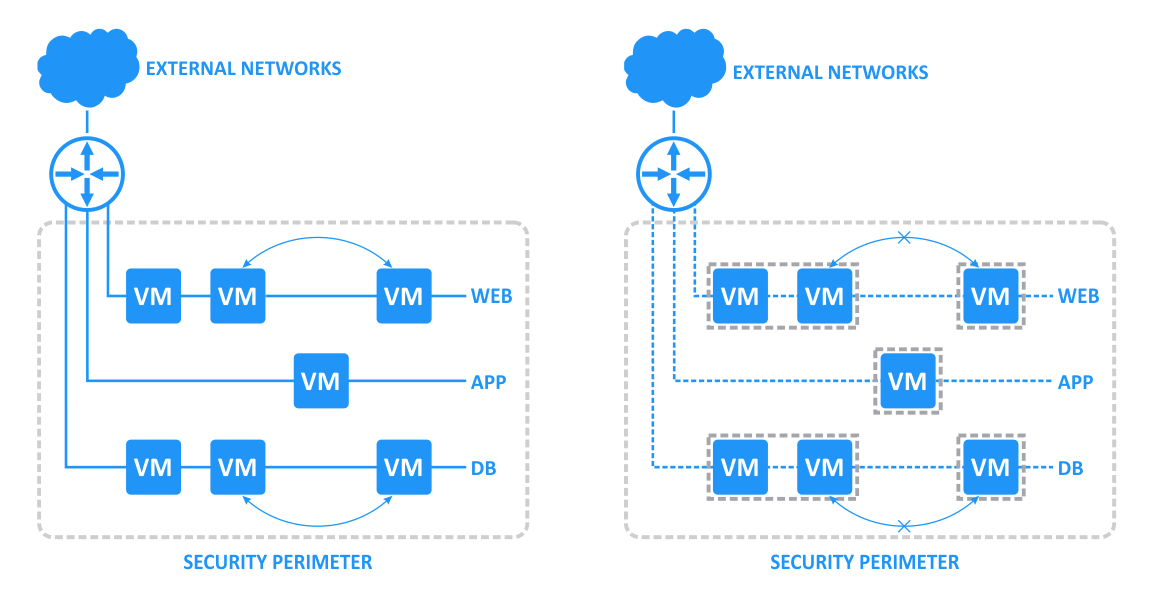 EXTERNAL NETWORKS
VM VM VM WEB
VM APP
VM VM VM DB
SECURITY PERIMETER
EXTERNAL NETWORKS
VM VM VM WEB
VM APP
VM VM VM DB
SECURITY PERIMETER